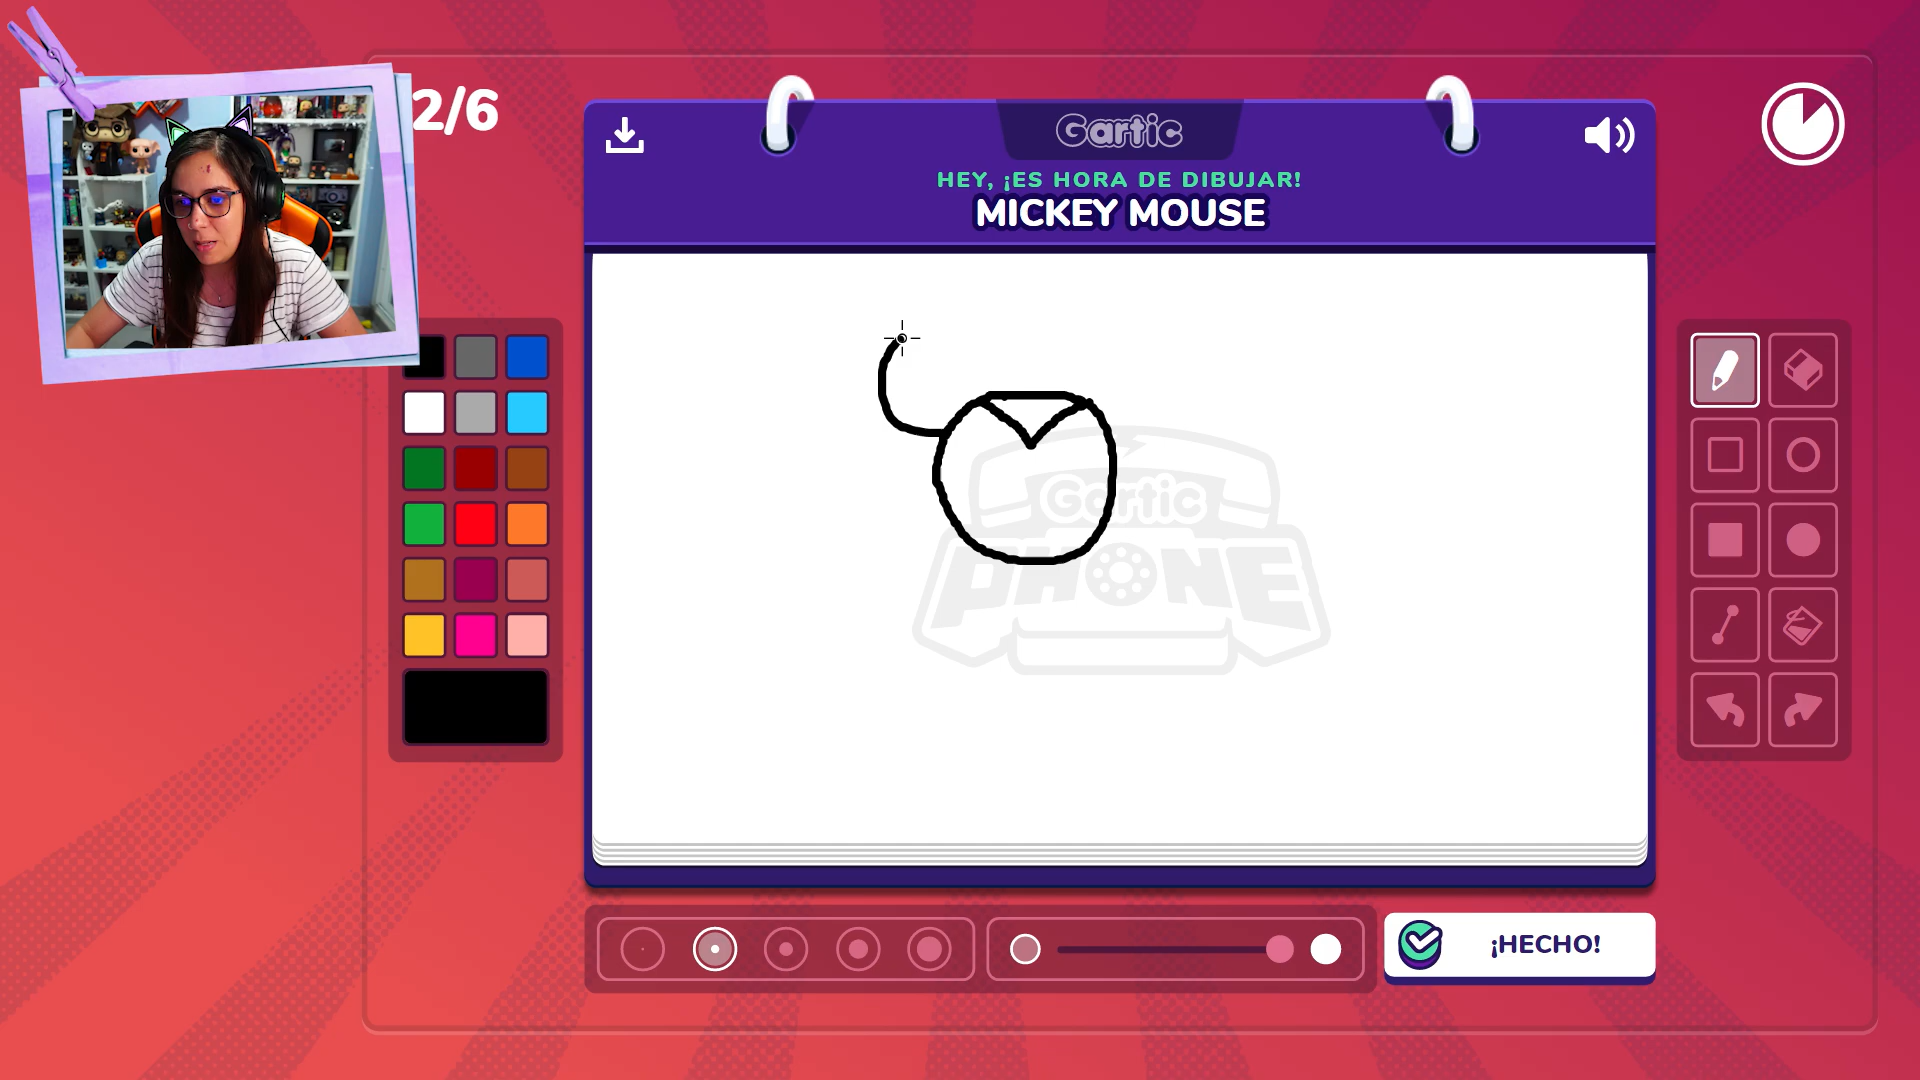 2/6
Gartic
HEY, ¡ES HORA DE DIBUJAR!
MICKEY MOUSE
Gartic
PHONE
¡HECHO!